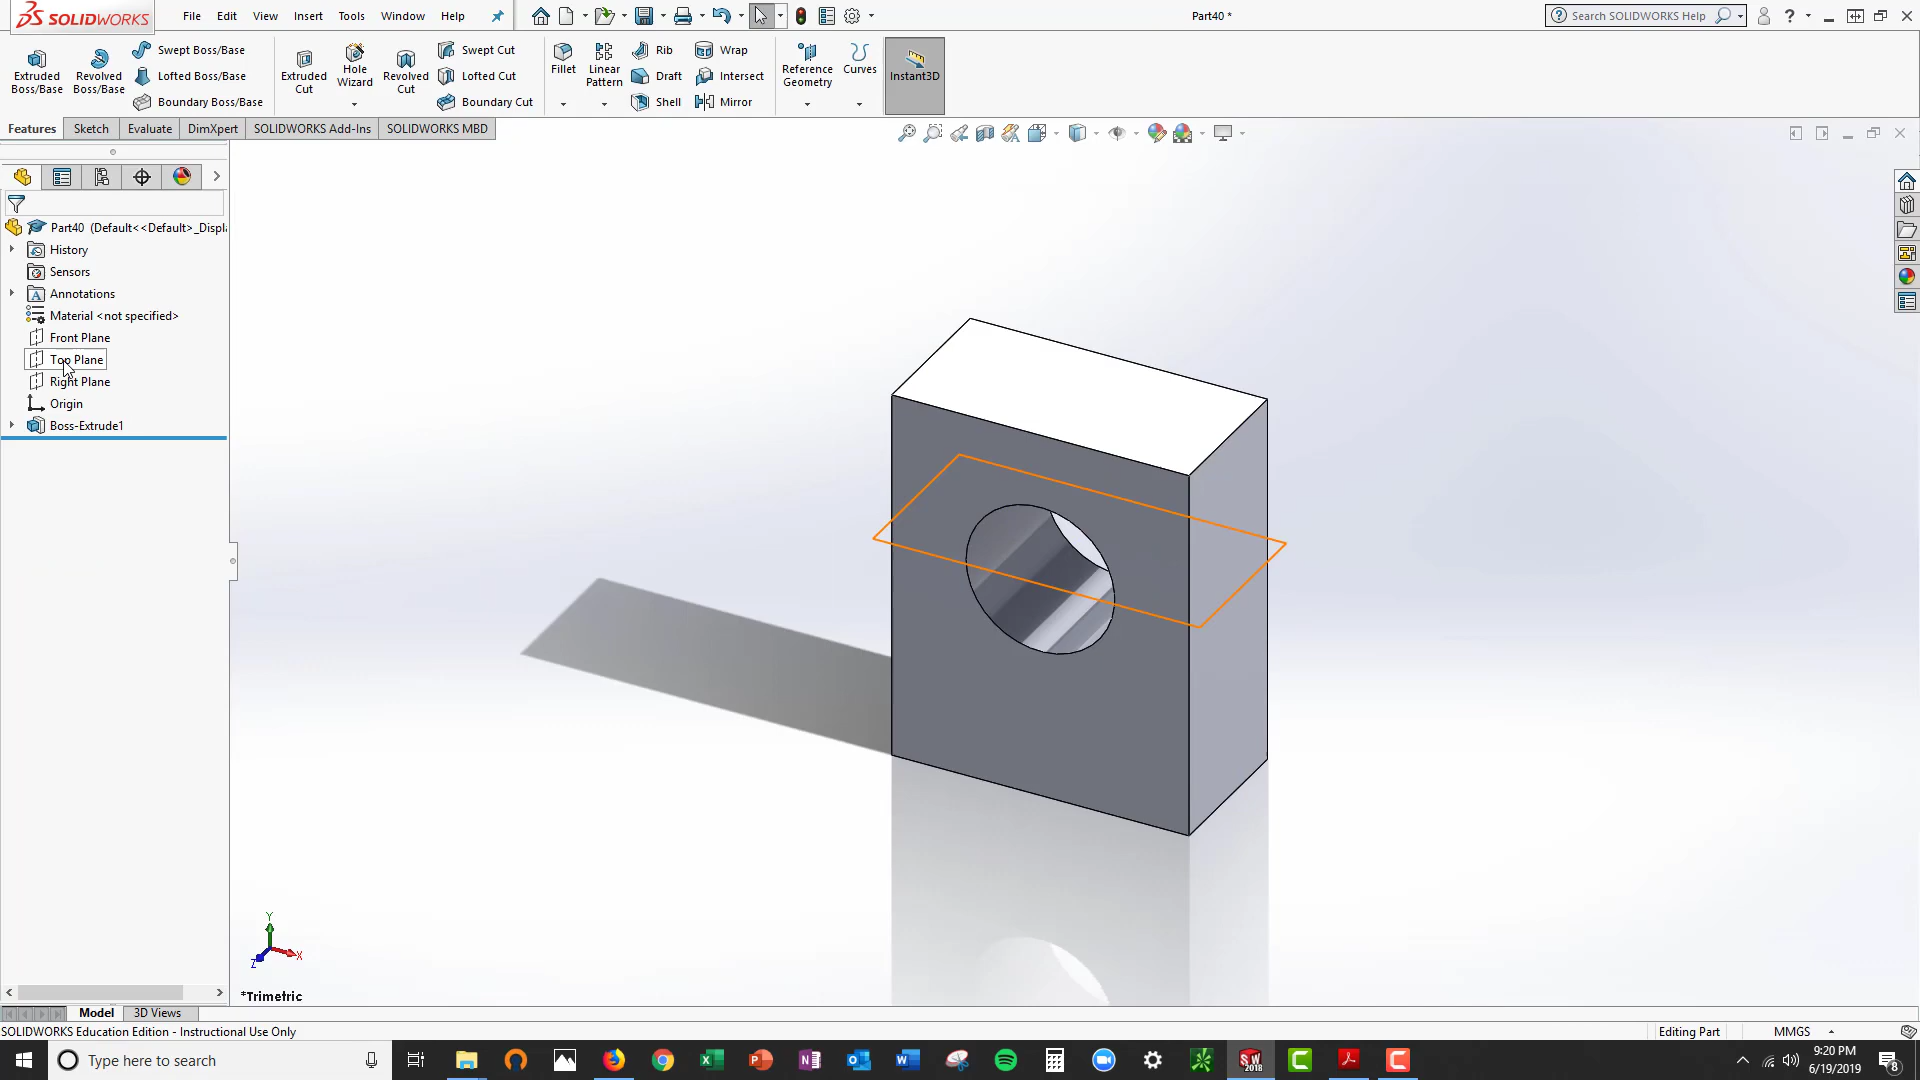 SOLIDWORKS File Edit View Insert Tools Window Help Part40 * Search SOLIDWORKS Help
Extruded Boss/Base
Revolved Boss/Base
Swept Boss/Base
Lofted Boss/Base
Boundary Boss/Base
Extruded Cut
Hole Wizard
Revolved Cut
Swept Cut
Lofted Cut
Boundary Cut
Fillet
Linear Pattern
Rib
Draft
Shell
Wrap
Intersect
Mirror
Reference Geometry
Curves
Instant3D
Features Sketch Evaluate DimXpert SOLIDWORKS Add-Ins SOLIDWORKS MBD
Part40 (Default<<Default>_Displ
History
Sensors
Annotations
Material <not specified>
Front Plane
Top Plane
Right Plane
Origin
Boss-Extrude1
Y
X
Z
*Trimetric
Model 3D Views
SOLIDWORKS Education Edition - Instructional Use Only Editing Part MMGS
Type here to search
SW 2018
9:20 PM
6/19/2019
8